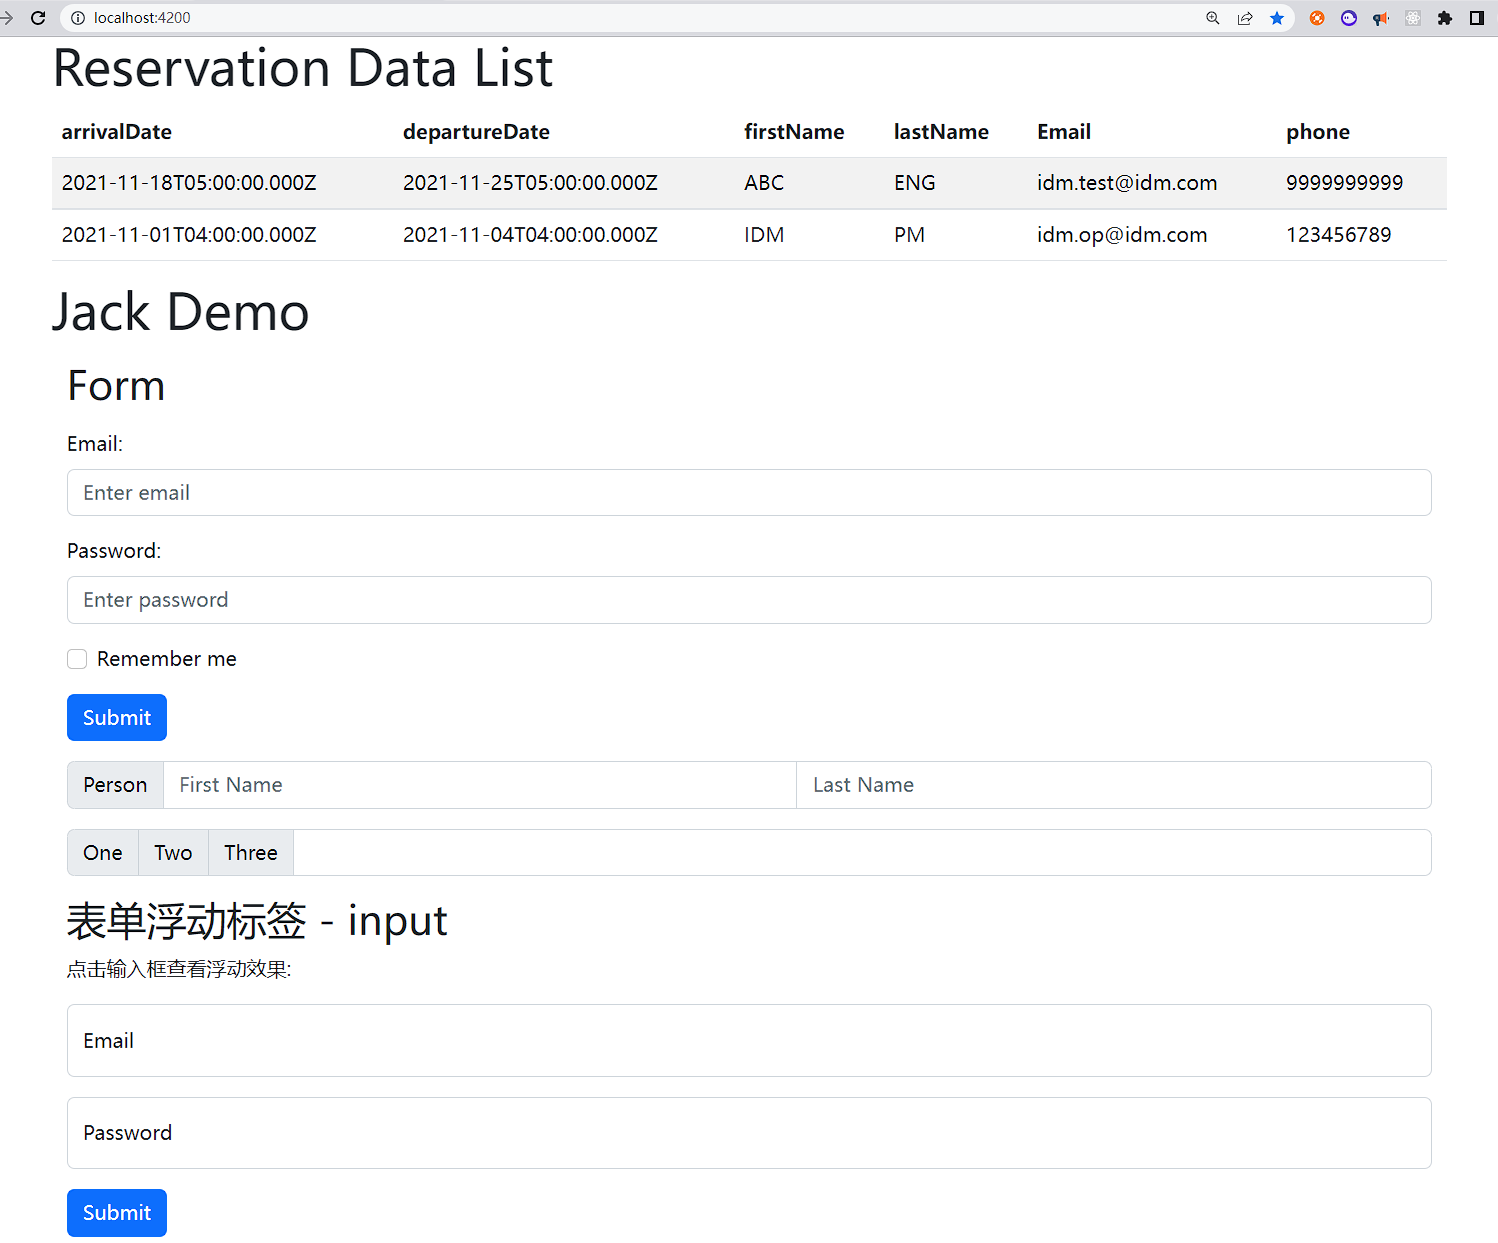 localhost:4200
Reservation Data List
arrivalDate departureDate firstName lastName Email phone
2021-11-18T05:00:00.000Z 2021-11-25T05:00:00.000Z ABC ENG idm.test@idm.com 9999999999
2021-11-01T04:00:00.000Z 2021-11-04T04:00:00.000Z IDM PM idm.op@idm.com 123456789
Jack Demo
Form
Email:
Enter email
Password:
Enter password
Remember me
Submit
Person First Name Last Name
One Two Three
表单浮动标签 - input
点击输入框查看浮动效果:
Email
Password
Submit